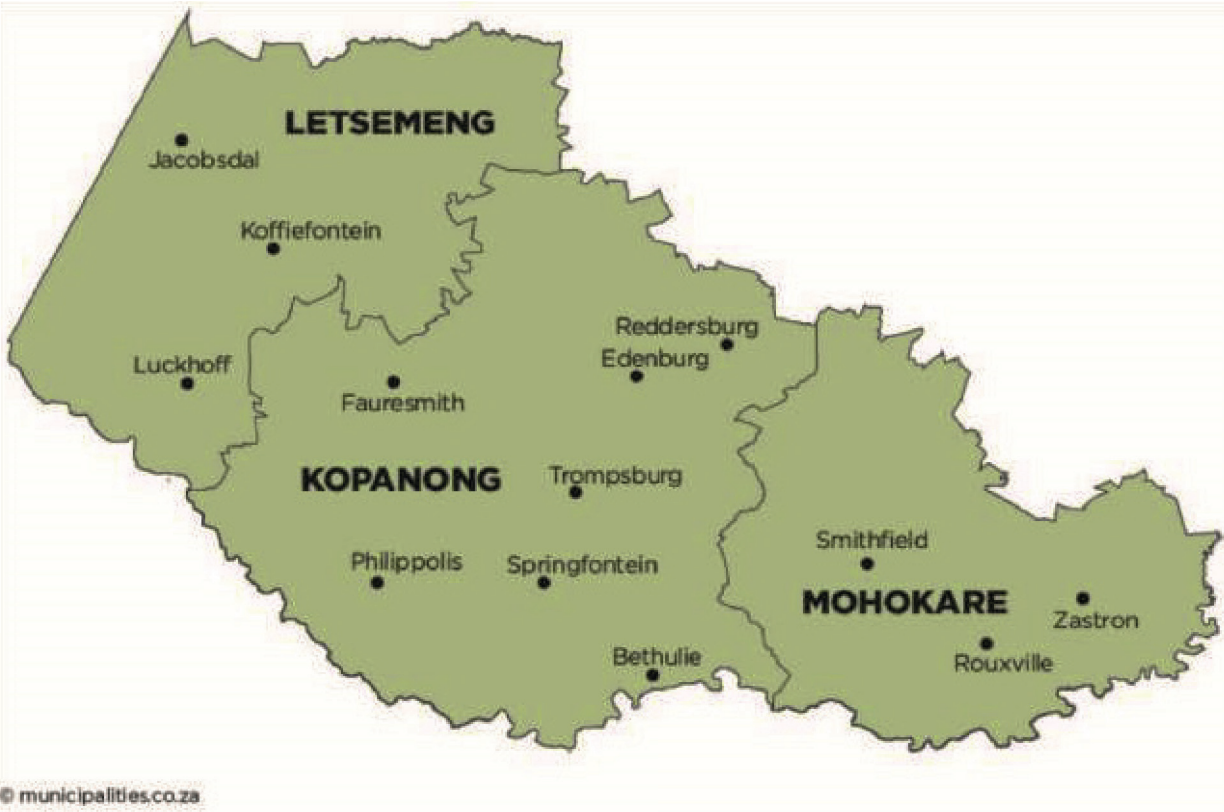 LETSEMENG
Jacobsdal
Koffiefontein
Reddersburg
Edenburg
Luckhoff
Fauresmith
KOPANONG
Trompsburg
Smithfield
Philippolis
Springfontein
MOHOKARE
Zastron
Bethulie
Rouxville
© municipalities.co.za